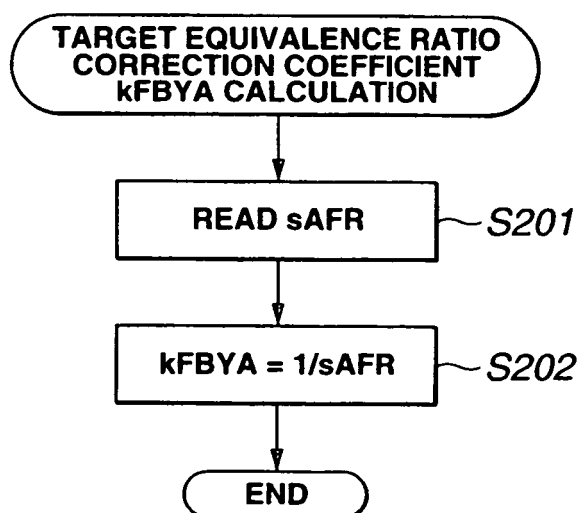 TARGET EQUIVALENCE RATIO
CORRECTION COEFFICIENT
kFBYA CALCULATION
READ sAFR
S201
kFBYA = 1/sAFR
S202
END